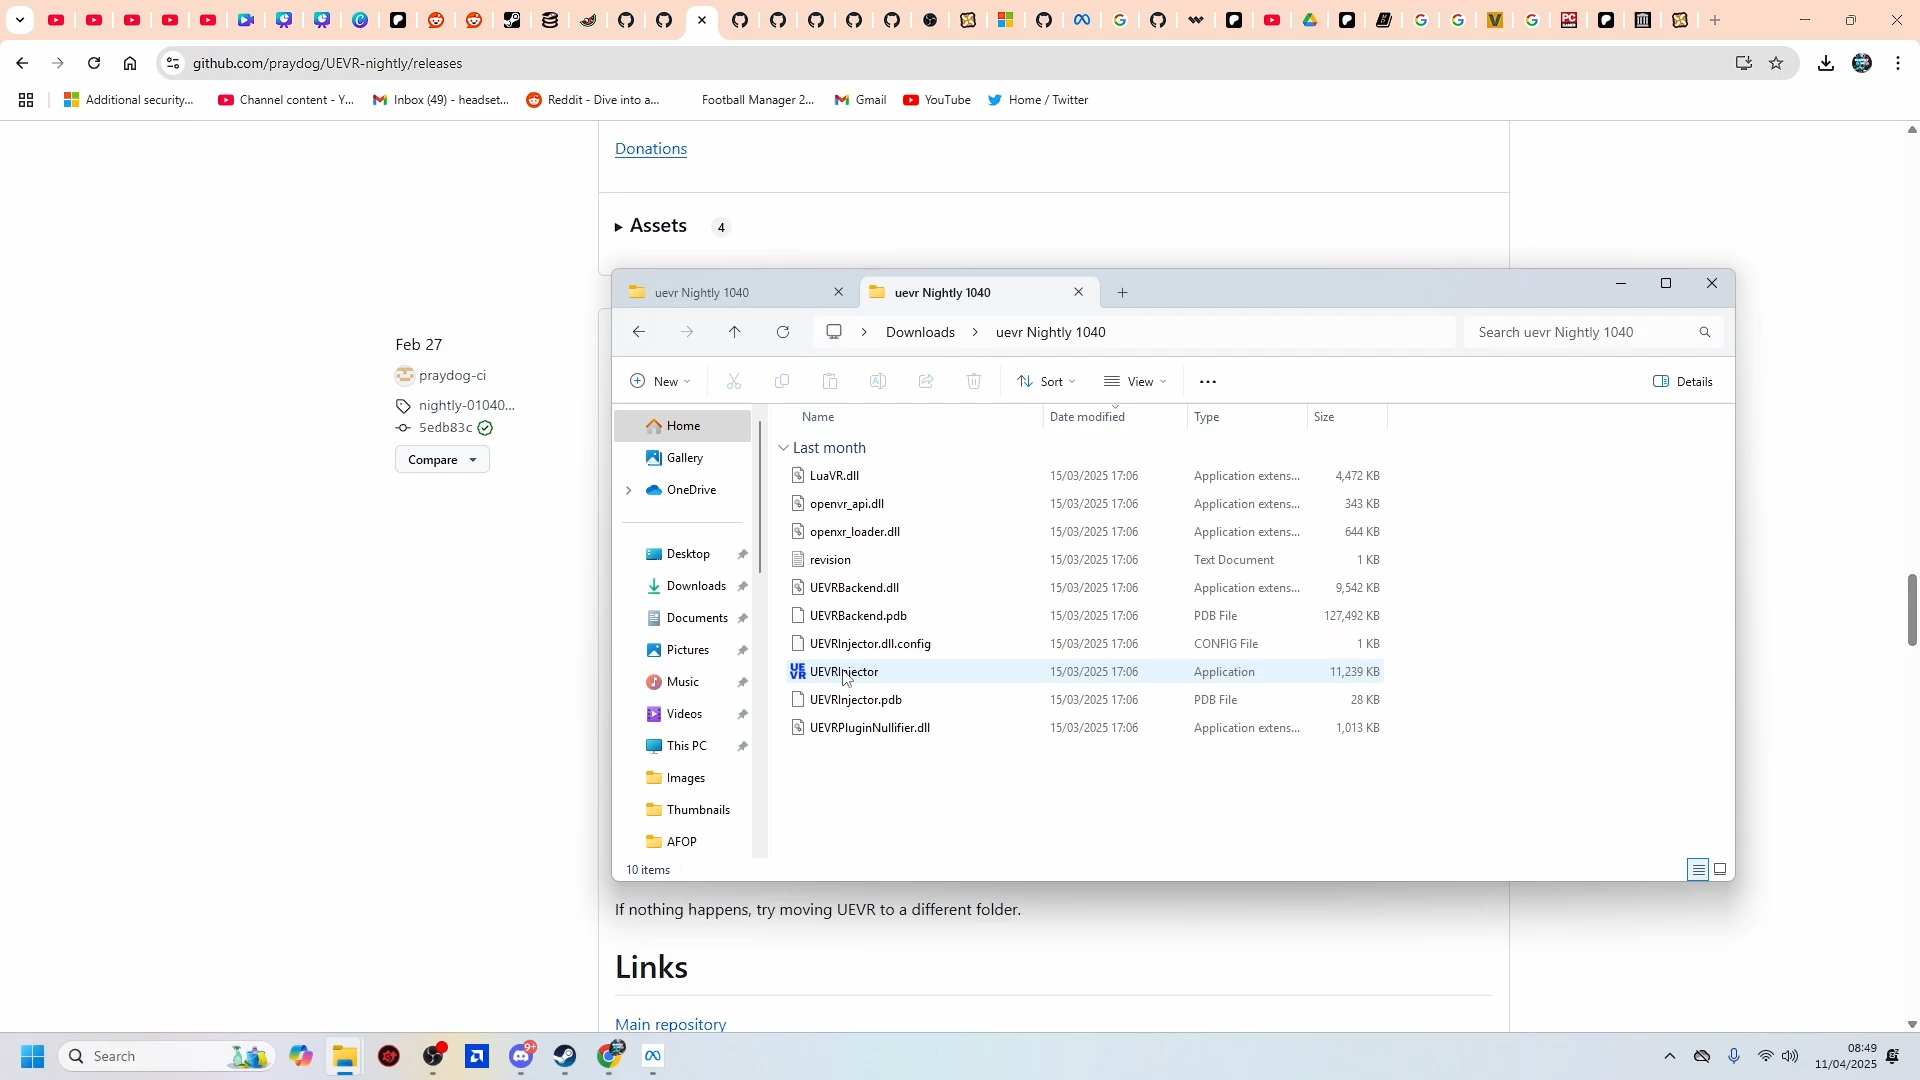 github.com/praydog/UEVR-nightly/releases
Additional security...
Channel content - Y...
Inbox (49) - headset...
Reddit - Dive into a...
Football Manager 2...
Gmail
YouTube
Home / Twitter
Donations
Assets 4
Feb 27
praydog-ci
nightly-01040...
5edb83c
Compare
uevr Nightly 1040
uevr Nightly 1040
Downloads
uevr Nightly 1040
Search uevr Nightly 1040
New
Sort
View
Details
Home
Gallery
OneDrive
Desktop
Downloads
Documents
Pictures
Music
Videos
This PC
Images
Thumbnails
AFOP
Name Date modified Type Size
Last month
LuaVR.dll 15/03/2025 17:06 Application extens... 4,472 KB
openvr_api.dll 15/03/2025 17:06 Application extens... 343 KB
openxr_loader.dll 15/03/2025 17:06 Application extens... 644 KB
revision 15/03/2025 17:06 Text Document 1 KB
UEVRBackend.dll 15/03/2025 17:06 Application extens... 9,542 KB
UEVRBackend.pdb 15/03/2025 17:06 PDB File 127,492 KB
UEVRInjector.dll.config 15/03/2025 17:06 CONFIG File 1 KB
UEVR UEVRInjector 15/03/2025 17:06 Application 11,239 KB
UEVRInjector.pdb 15/03/2025 17:06 PDB File 28 KB
UEVRPluginNullifier.dll 15/03/2025 17:06 Application extens... 1,013 KB
10 items
If nothing happens, try moving UEVR to a different folder.
Links
Main repository
Search
9+
08:49
11/04/2025